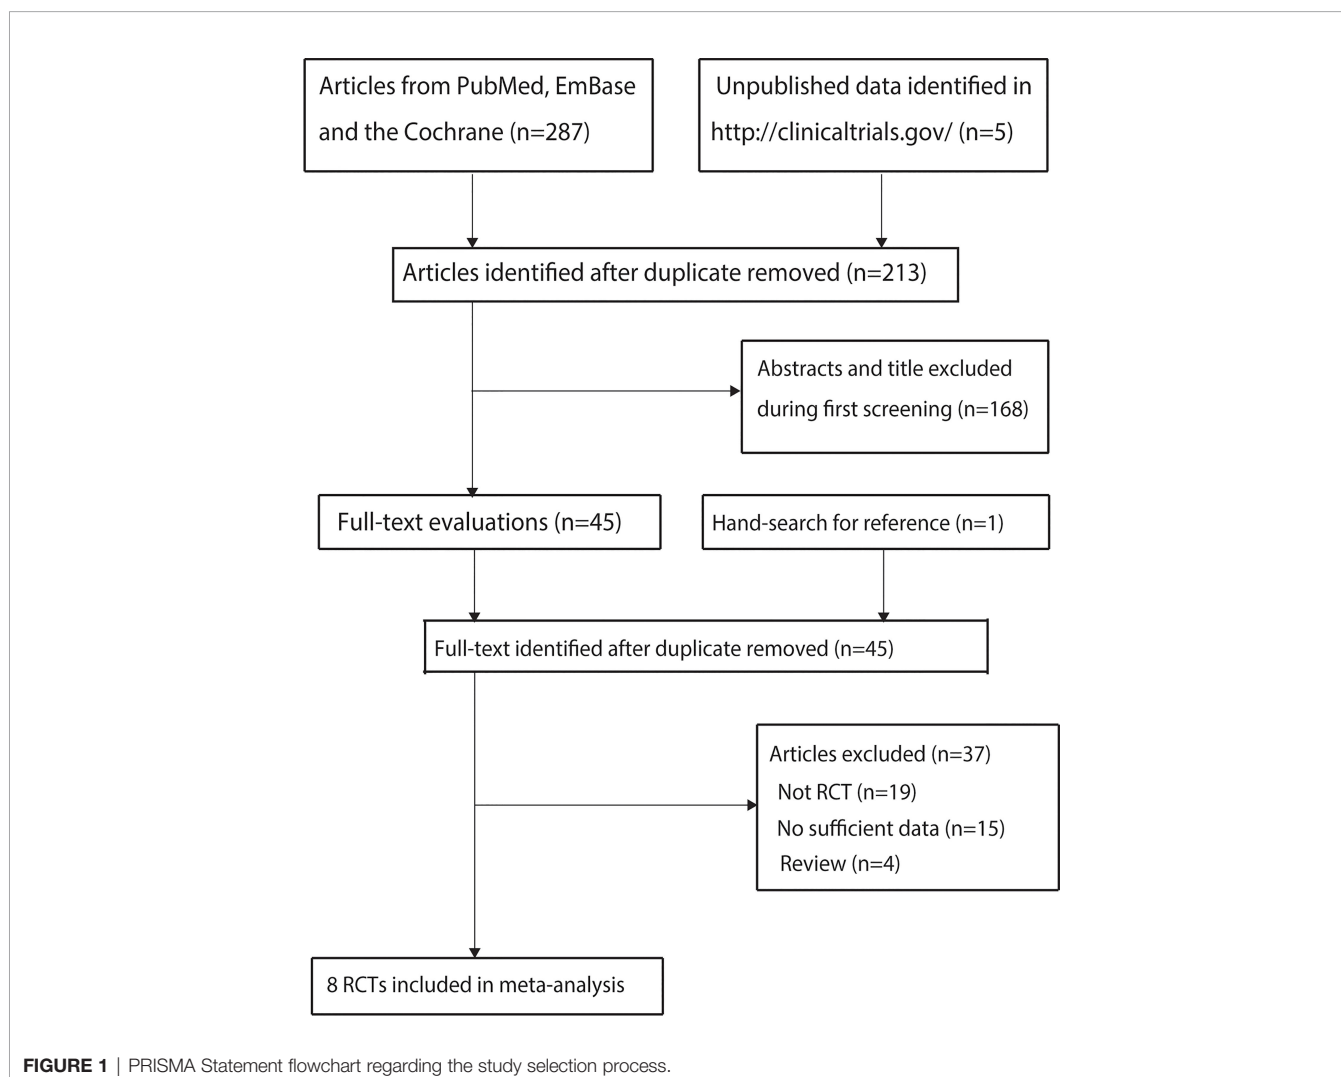 Articles from PubMed, EmBase
and the Cochrane (n=287)
Unpublished data identified in
http://clinicaltrials.gov/ (n=5)
Articles identified after duplicate removed (n=213)
Abstracts and title excluded
during first screening (n=168)
Full-text evaluations (n=45)
Hand-search for reference (n=1)
Full-text identified after duplicate removed (n=45)
Articles excluded (n=37)
Not RCT (n=19)
No sufficient data (n=15)
Review (n=4)
8 RCTs included in meta-analysis
FIGURE 1 | PRISMA Statement flowchart regarding the study selection process.